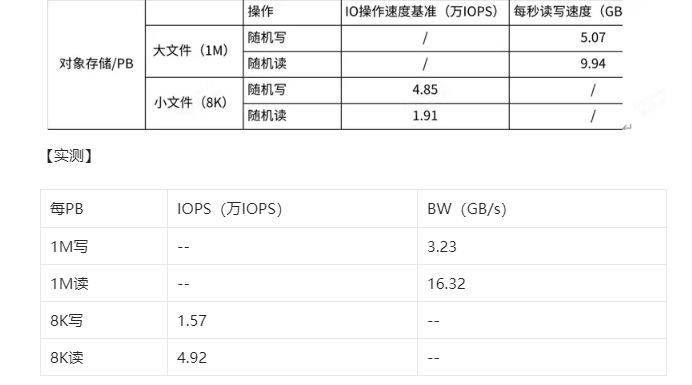 操作 IO操作速度基准（万IOPS） 每秒读写速度（GB
对象存储/PB 大文件（1M） 随机写 / 5.07
随机读 / 9.94
小文件（8K） 随机写 4.85 /
随机读 1.91 /
【实测】
每PB IOPS（万IOPS） BW（GB/s）
1M写 -- 3.23
1M读 -- 16.32
8K写 1.57 --
8K读 4.92 --